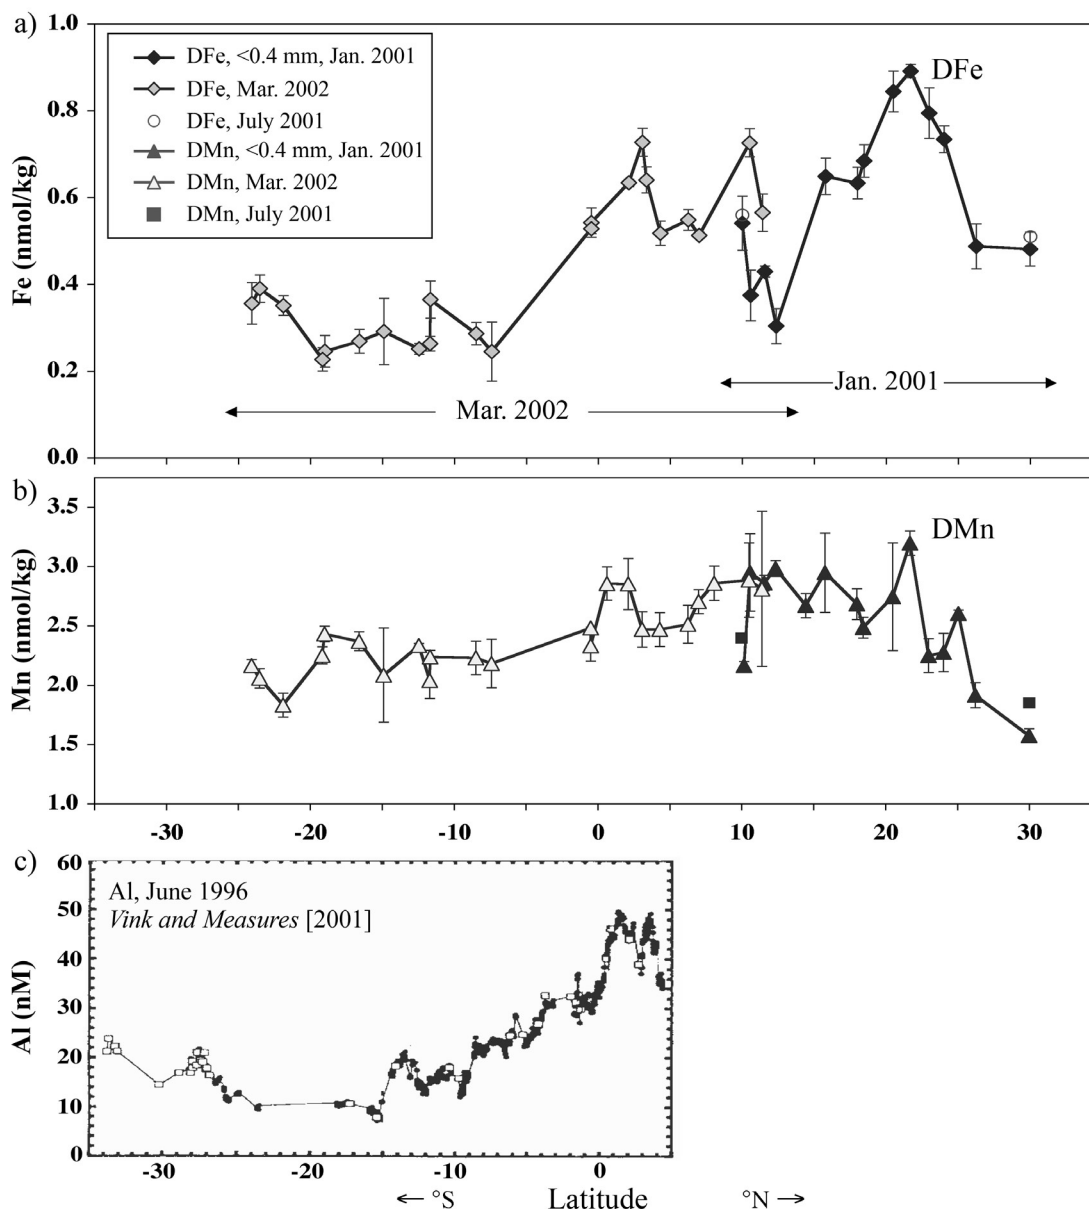 a)
1.0
0.8
0.6
0.4
0.2
0.0
Fe (nmol/kg)
DFe, <0.4 mm, Jan. 2001
DFe, Mar. 2002
DFe, July 2001
DMn, <0.4 mm, Jan. 2001
DMn, Mar. 2002
DMn, July 2001
DFe
Jan. 2001
Mar. 2002
b)
3.5
3.0
2.5
2.0
1.5
1.0
Mn (nmol/kg)
DMn
-30 -20 -10 0 10 20 30
c)
60
50
40
30
20
10
0
Al (nM)
Al, June 1996
Vink and Measures [2001]
-30 -20 -10 0
←°S Latitude °N→